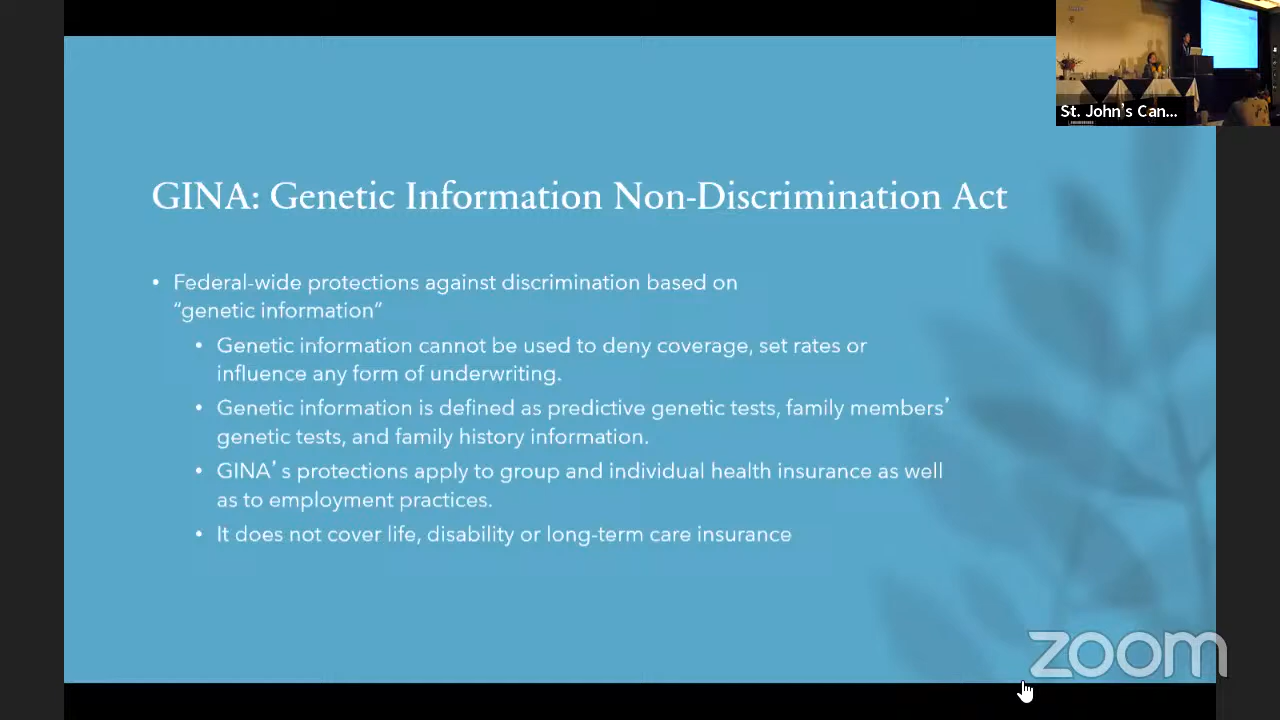 St. John's Can...
GINA: Genetic Information Non-Discrimination Act
• Federal-wide protections against discrimination based on
“genetic information”
• Genetic information cannot be used to deny coverage, set rates or
influence any form of underwriting.
• Genetic information is defined as predictive genetic tests, family members’
genetic tests, and family history information.
• GINA’s protections apply to group and individual health insurance as well
as to employment practices.
• It does not cover life, disability or long-term care insurance
zoom